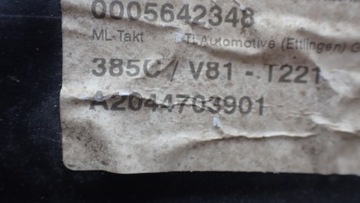 0005642348
ML-Takt TI Automotive (Ettlingen) G
385C / V81 - T221
A2044703901